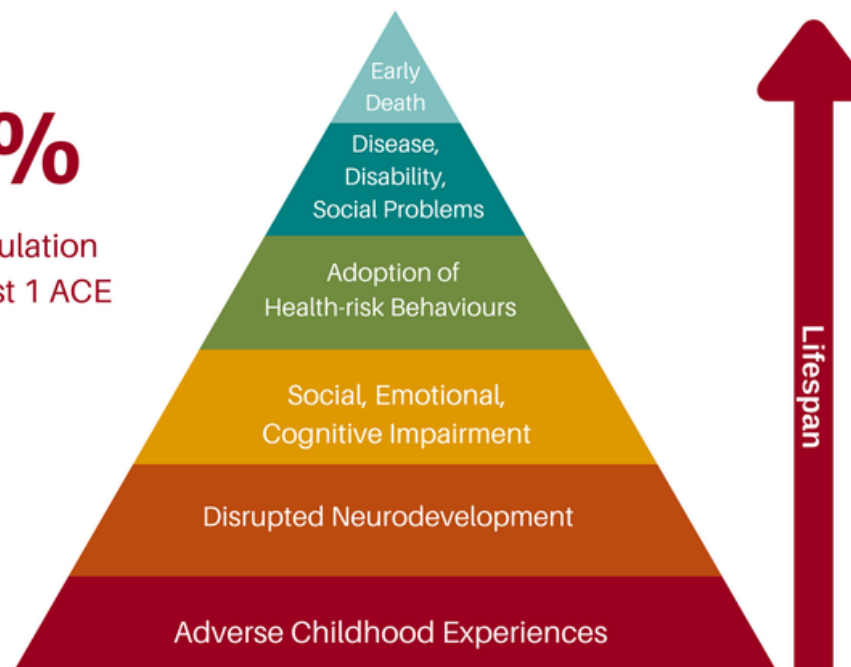 %
ulation
st 1 ACE
Early
Death
Disease,
Disability,
Social Problems
Adoption of
Health-risk Behaviours
Social, Emotional,
Cognitive Impairment
Disrupted Neurodevelopment
Adverse Childhood Experiences
Lifespan